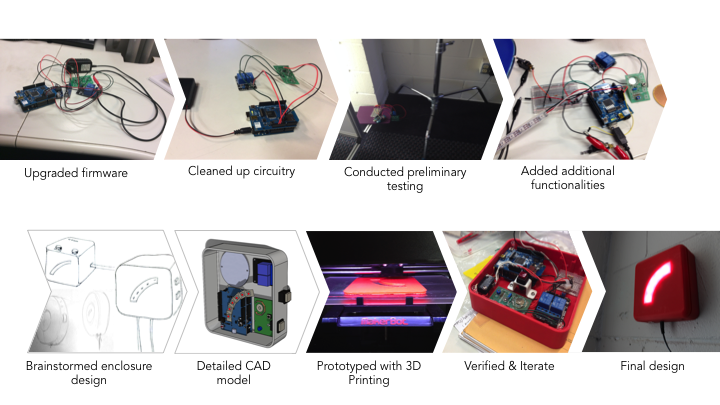 Upgraded firmware
Cleaned up circuitry
Conducted preliminary
testing
Added additional
functionalities
Brainstormed enclosure
design
Detailed CAD
model
Prototyped with 3D
Printing
Verified & Iterate
Final design